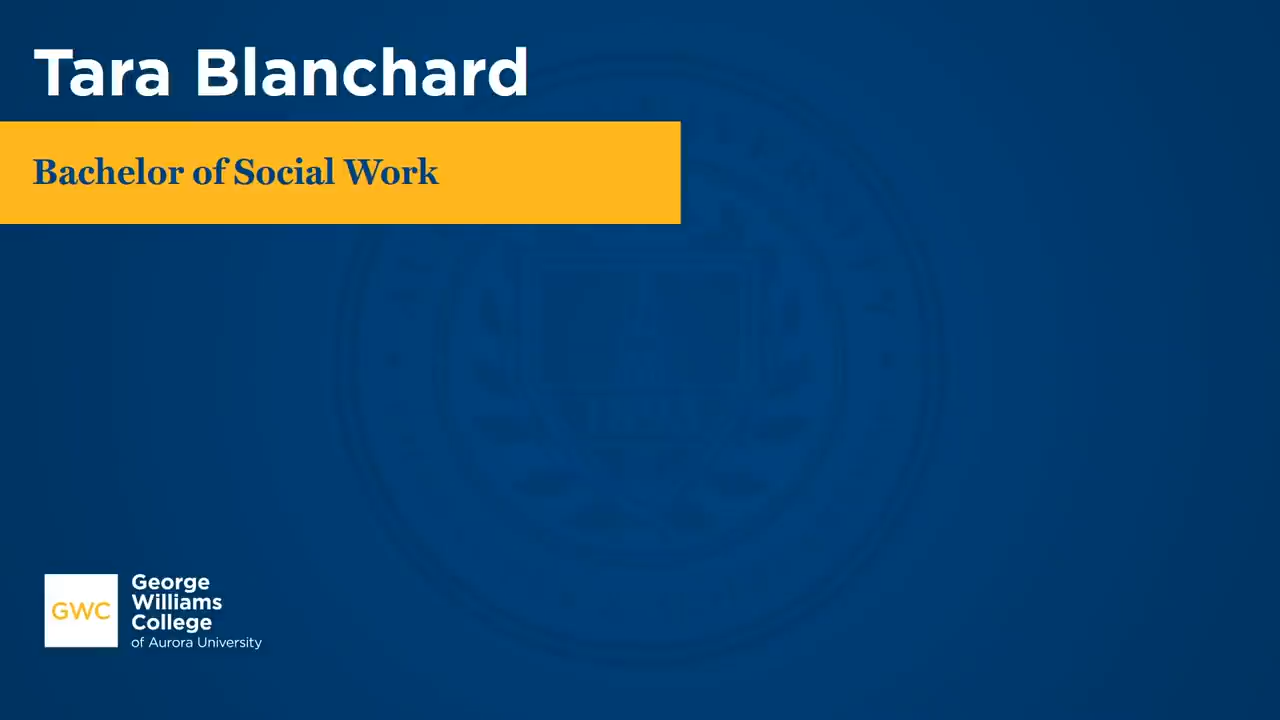 Tara Blanchard
Bachelor of Social Work
GWC
George
Williams
College
of Aurora University